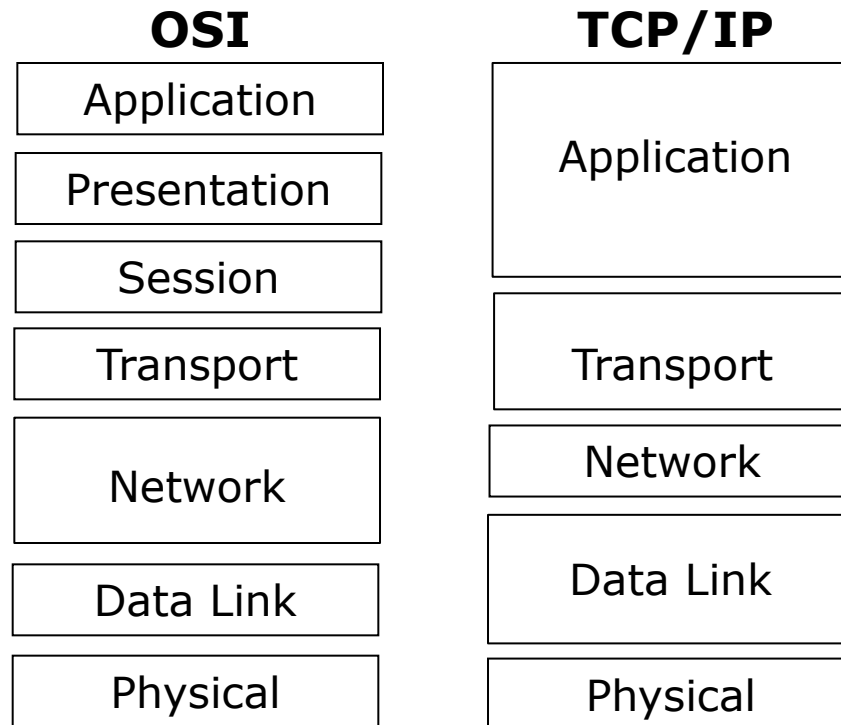 OSI
Application
Presentation
Session
Transport
Network
Data Link
Physical
TCP/IP
Application
Transport
Network
Data Link
Physical